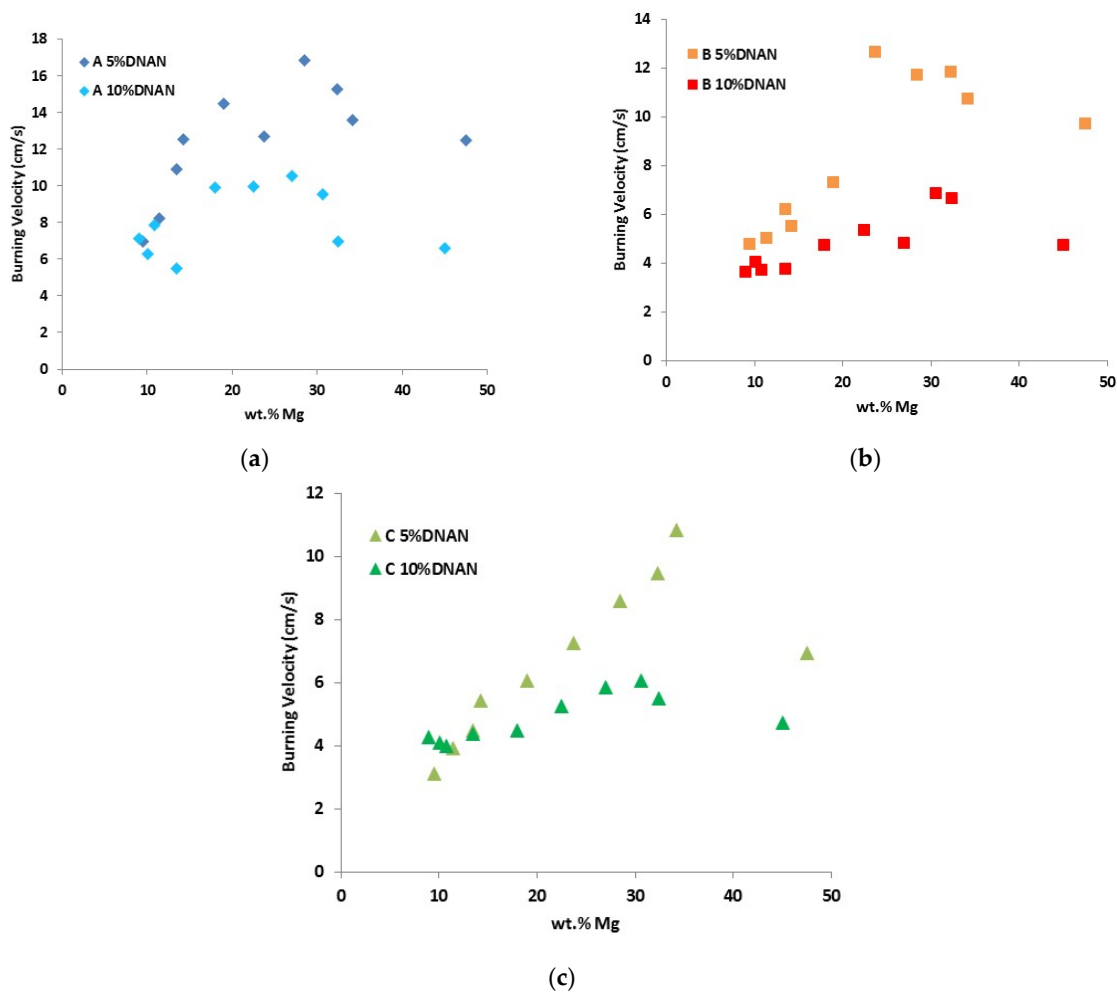 18
16
14
12
10
8
6
4
2
0
A 5%DNAN
A 10%DNAN
Burning Velocity (cm/s)
0 10 20 30 40 50
wt.% Mg
(a)
14
12
10
8
6
4
2
0
B 5%DNAN
B 10%DNAN
Burning Velocity (cm/s)
0 10 20 30 40 50
wt.% Mg
(b)
12
10
8
6
4
2
0
C 5%DNAN
C 10%DNAN
Burning Velocity (cm/s)
0 10 20 30 40 50
wt.% Mg
(c)